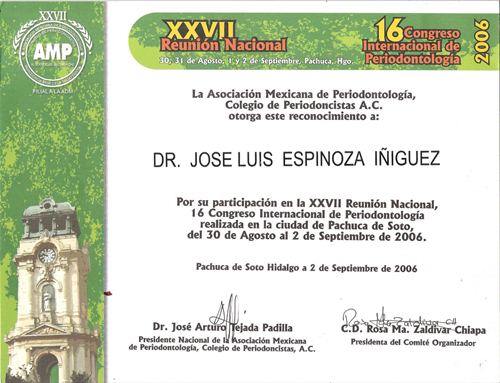 XXVII
AMP
FILIAL A LA ADM
XXVII
Reunión Nacional
30, 31 de Agosto, 1 y 2 de Septiembre, Pachuca, Hgo.
16 Congreso
Internacional de
Periodontología
2006
La Asociación Mexicana de Periodontología,
Colegio de Periodoncistas A.C.
otorga este reconocimiento a:
DR. JOSE LUIS ESPINOZA IÑIGUEZ
Por su participación en la XXVII Reunión Nacional,
16 Congreso Internacional de Periodontología
realizada en la ciudad de Pachuca de Soto,
del 30 de Agosto al 2 de Septiembre de 2006.
Pachuca de Soto Hidalgo a 2 de Septiembre de 2006
Dr. José Arturo Tejada Padilla
Presidente Nacional de la Asociación Mexicana
de Periodontología, Colegio de Periodoncistas, A.C.
C.D. Rosa Ma. Zaldivar Chiapa
Presidenta del Comité Organizador